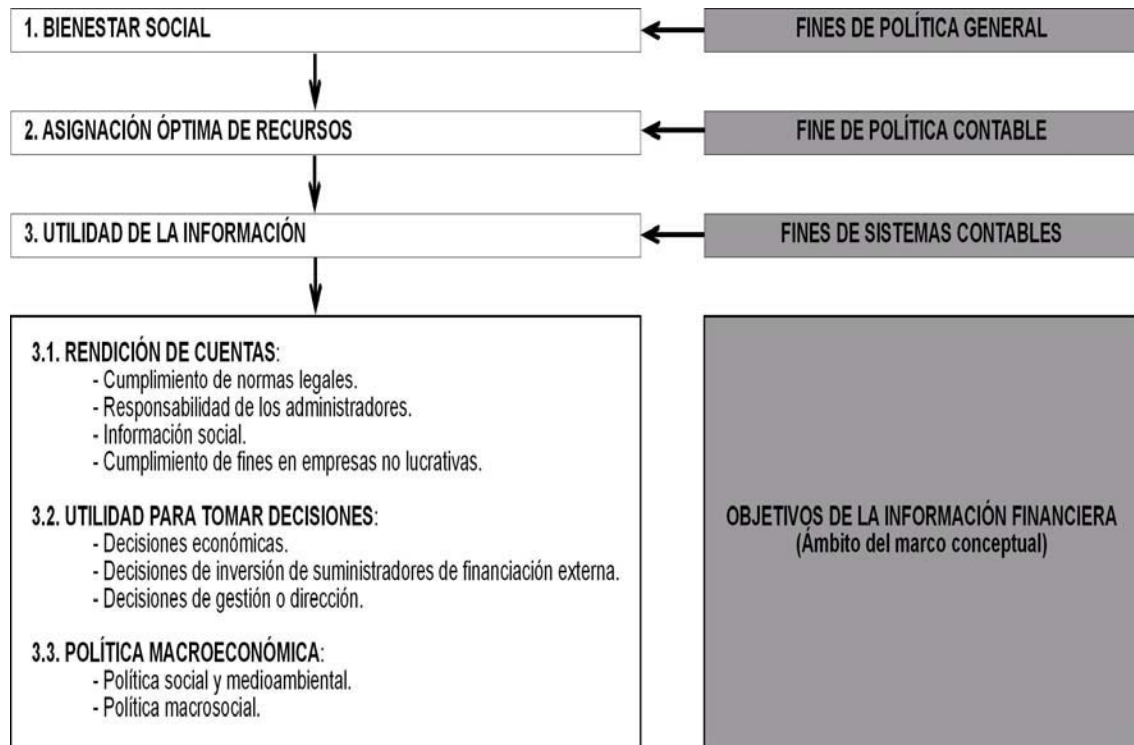 1. BIENESTAR SOCIAL
FINES DE POLÍTICA GENERAL
2. ASIGNACIÓN ÓPTIMA DE RECURSOS
FINE DE POLÍTICA CONTABLE
3. UTILIDAD DE LA INFORMACIÓN
FINES DE SISTEMAS CONTABLES
3.1. RENDICIÓN DE CUENTAS:
- Cumplimiento de normas legales.
- Responsabilidad de los administradores.
- Información social.
- Cumplimiento de fines en empresas no lucrativas.
3.2. UTILIDAD PARA TOMAR DECISIONES:
- Decisiones económicas.
- Decisiones de inversión de suministradores de financiación externa.
- Decisiones de gestión o dirección.
3.3. POLÍTICA MACROECONÓMICA:
- Política social y medioambiental.
- Política macrosocial.
OBJETIVOS DE LA INFORMACIÓN FINANCIERA
(Ámbito del marco conceptual)